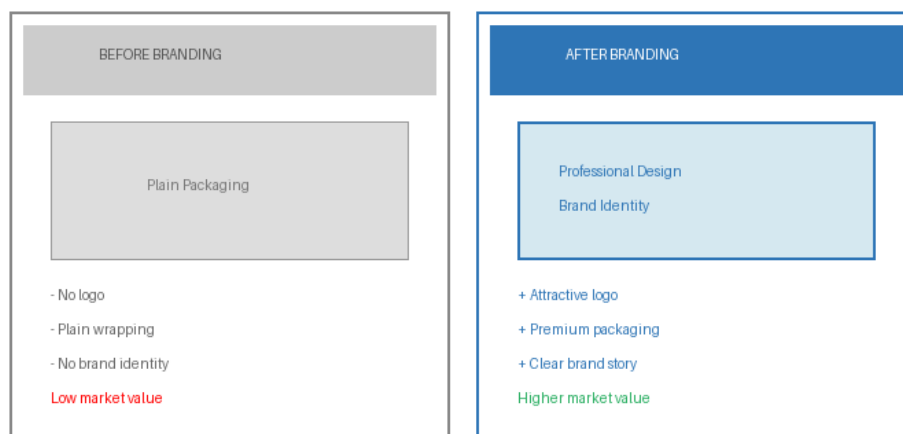 BEFORE BRANDING
Plain Packaging
- No logo
- Plain wrapping
- No brand identity
Low market value
AFTER BRANDING
Professional Design
Brand Identity
+ Attractive logo
+ Premium packaging
+ Clear brand story
Higher market value